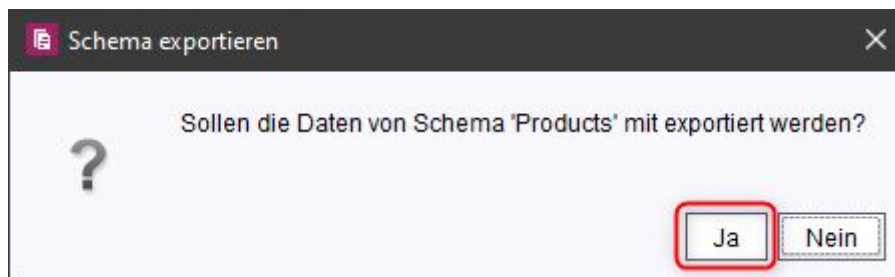 Schema exportieren
Sollen die Daten von Schema 'Products' mit exportiert werden?
?
Ja Nein